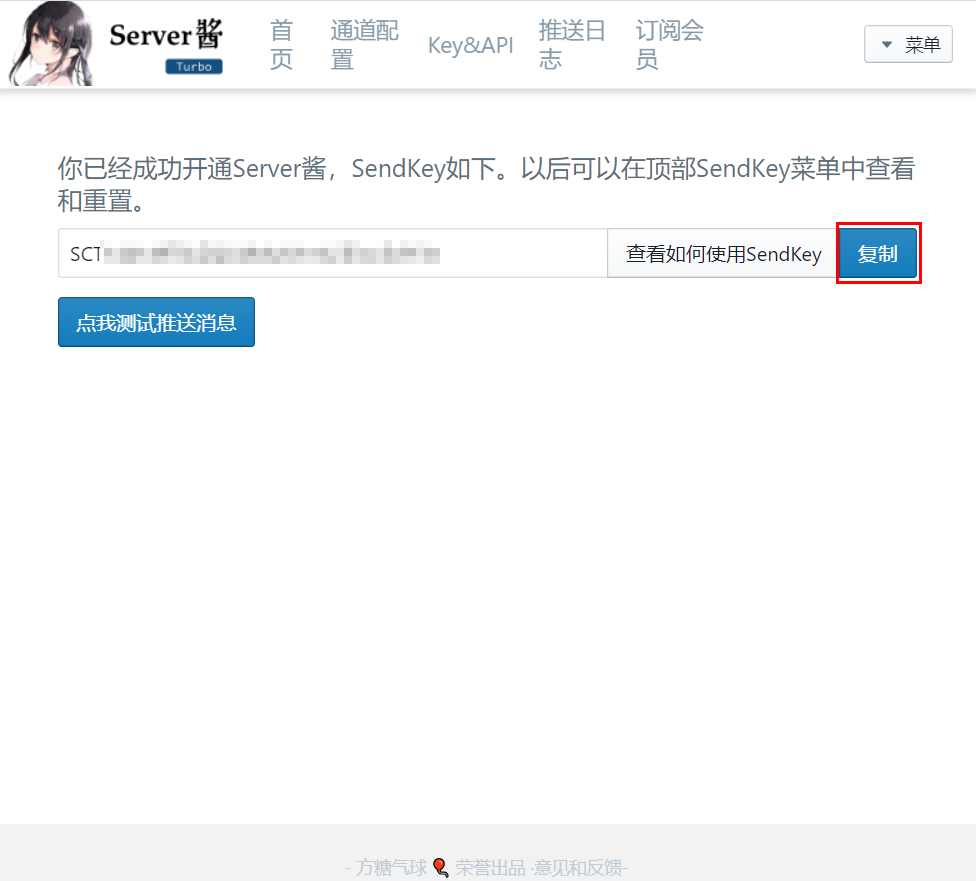 Server酱
Turbo
首页
通道配置
Key&API
推送日志
订阅会员
菜单
你已经成功开通Server酱，SendKey如下。以后可以在顶部SendKey菜单中查看
和重置。
SCT
查看如何使用SendKey
复制
点我测试推送消息
- 方糖气球 荣誉出品 ·意见和反馈-